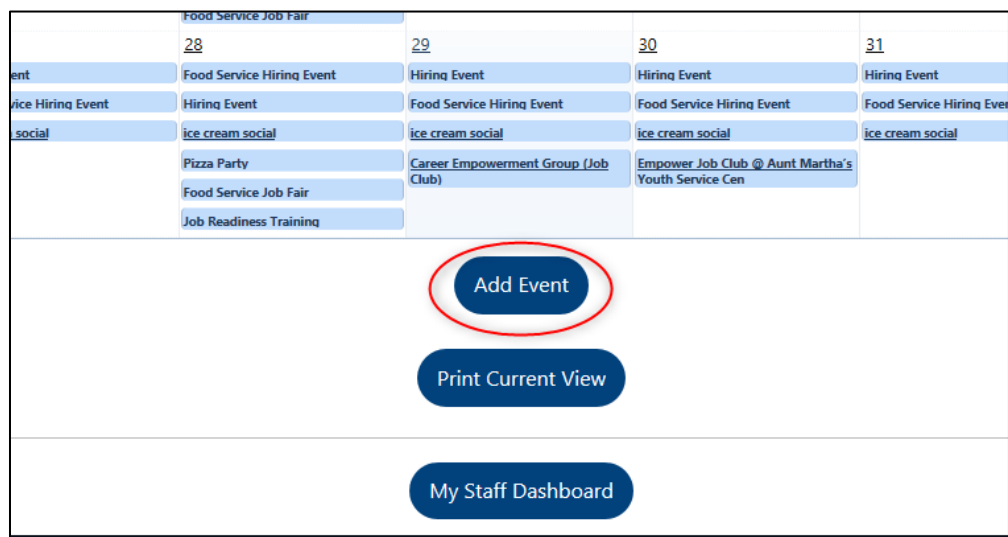 Food Service Job Fair
28
29
30
31
ent
Food Service Hiring Event
Hiring Event
Hiring Event
Hiring Event
vice Hiring Event
Hiring Event
Food Service Hiring Event
Food Service Hiring Event
Food Service Hiring Ever
social
ice cream social
ice cream social
ice cream social
ice cream social
Pizza Party
Career Empowerment Group (Job
Club)
Empower Job Club @ Aunt Martha's
Youth Service Cen
Food Service Job Fair
Job Readiness Training
Add Event
Print Current View
My Staff Dashboard